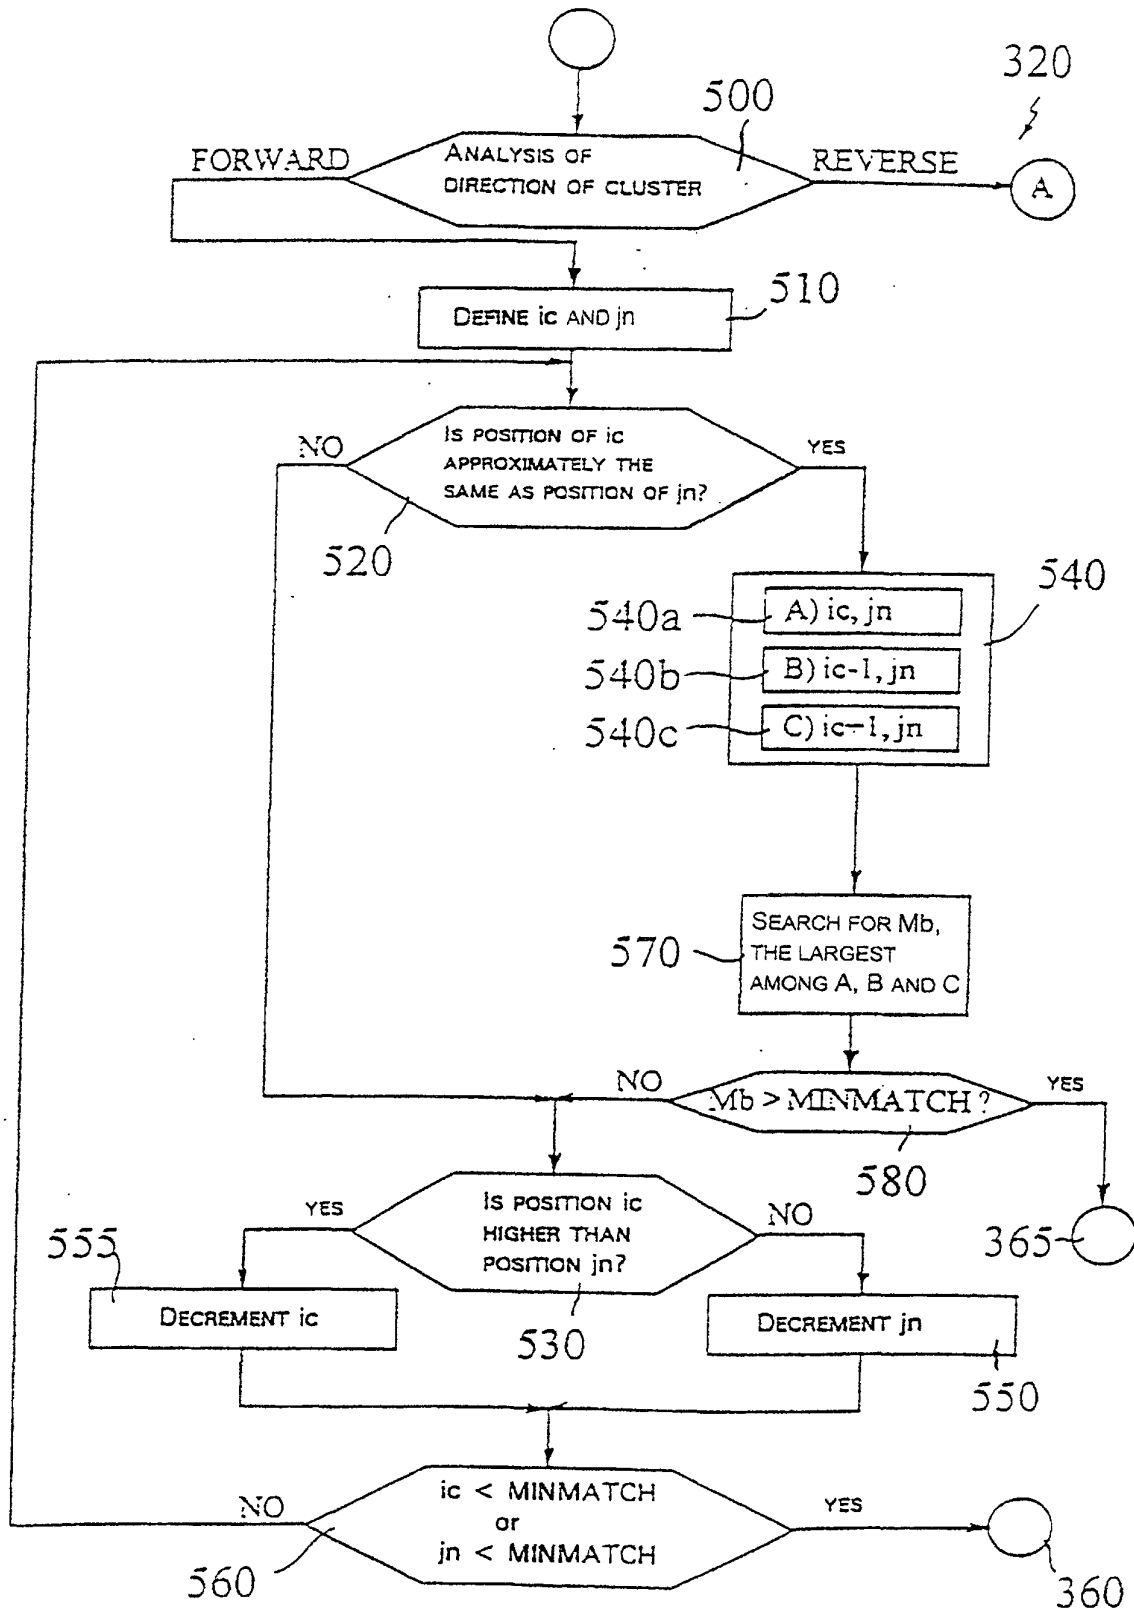 320
500
FORWARD
ANALYSIS OF
DIRECTION OF CLUSTER
REVERSE
A
510
DEFINE ic AND jn
NO
IS POSITION OF ic
APPROXIMATELY THE
SAME AS POSITION OF jn?
YES
520
540
540a
A) ic, jn
540b
B) ic-1, jn
540c
C) ic-1, jn
570
SEARCH FOR Mb,
THE LARGEST
AMONG A, B AND C
NO
Mb > MINMATCH ?
YES
580
YES
IS POSITION ic
HIGHER THAN
POSITION jn?
NO
365
555
DECREMENT ic
530
DECREMENT jn
550
NO
ic < MINMATCH
or
jn < MINMATCH
YES
560
360